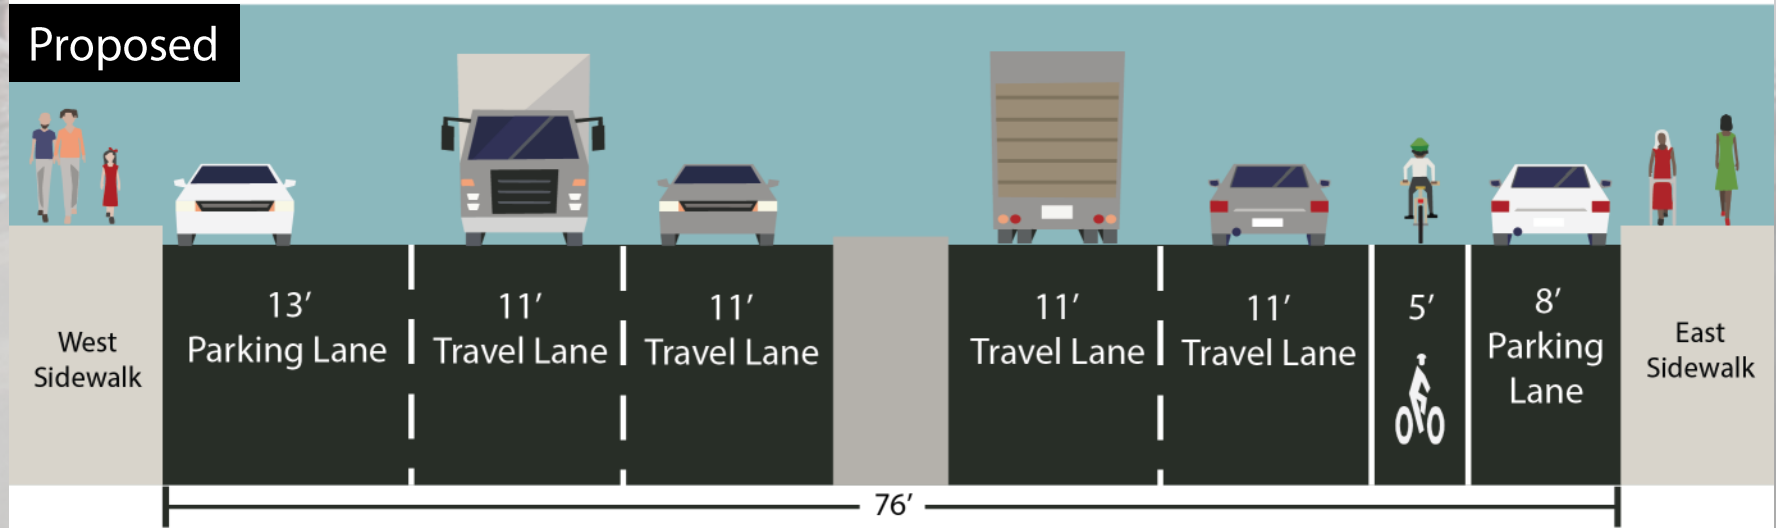 Proposed
West
Sidewalk
13’
Parking Lane
11’
Travel Lane
11’
Travel Lane
11’
Travel Lane
11’
Travel Lane
5’
8’
Parking
Lane
East
Sidewalk
76’